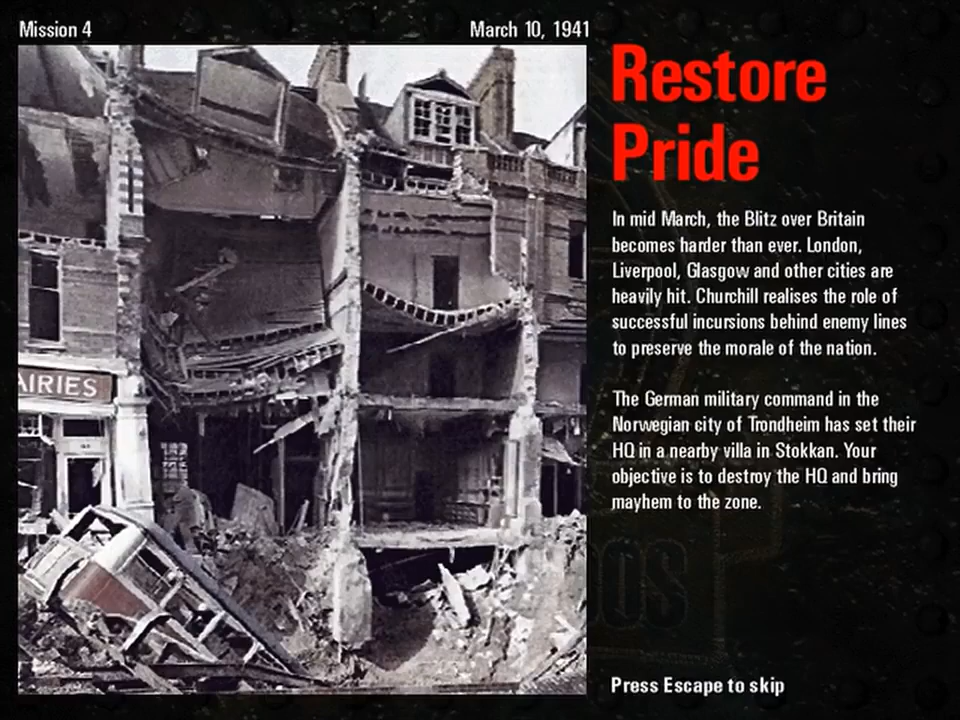 Mission 4
March 10, 1941
Restore
Pride
In mid March, the Blitz over Britain
becomes harder than ever. London,
Liverpool, Glasgow and other cities are
heavily hit. Churchill realises the role of
successful incursions behind enemy lines
to preserve the morale of the nation.
The German military command in the
Norwegian city of Trondheim has set their
HQ in a nearby villa in Stokkan. Your
objective is to destroy the HQ and bring
mayhem to the zone.
AIRIES
Press Escape to skip